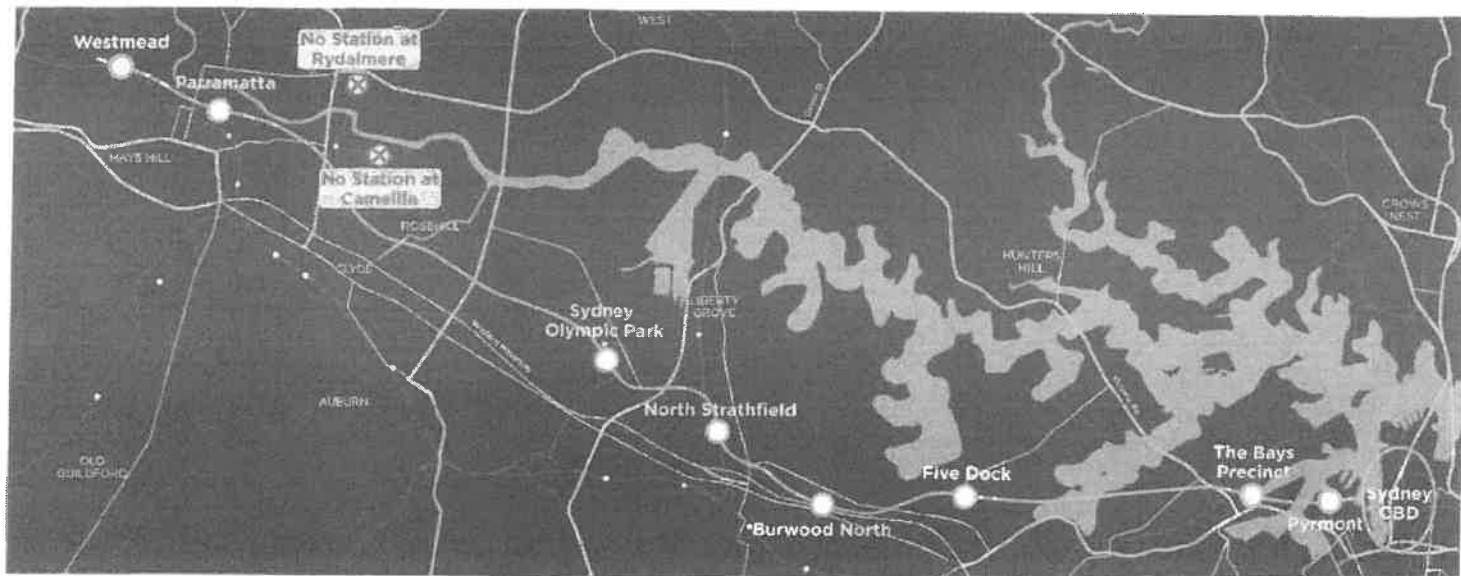 WEST
Westmead
No Station at
Rydalmere
Parramatta
MAYS HILL
No Station at
Camellia
ROSEHILL
CROWS
NEST
CLYDE
HUNTERS
HILL
LIBERTY
GROVE
Sydney
Olympic Park
AUBURN
North Strathfield
OLD
GUILDFORD
Five Dock
The Bays
Precinct
Burwood North
Pyrmont
Sydney
CBD